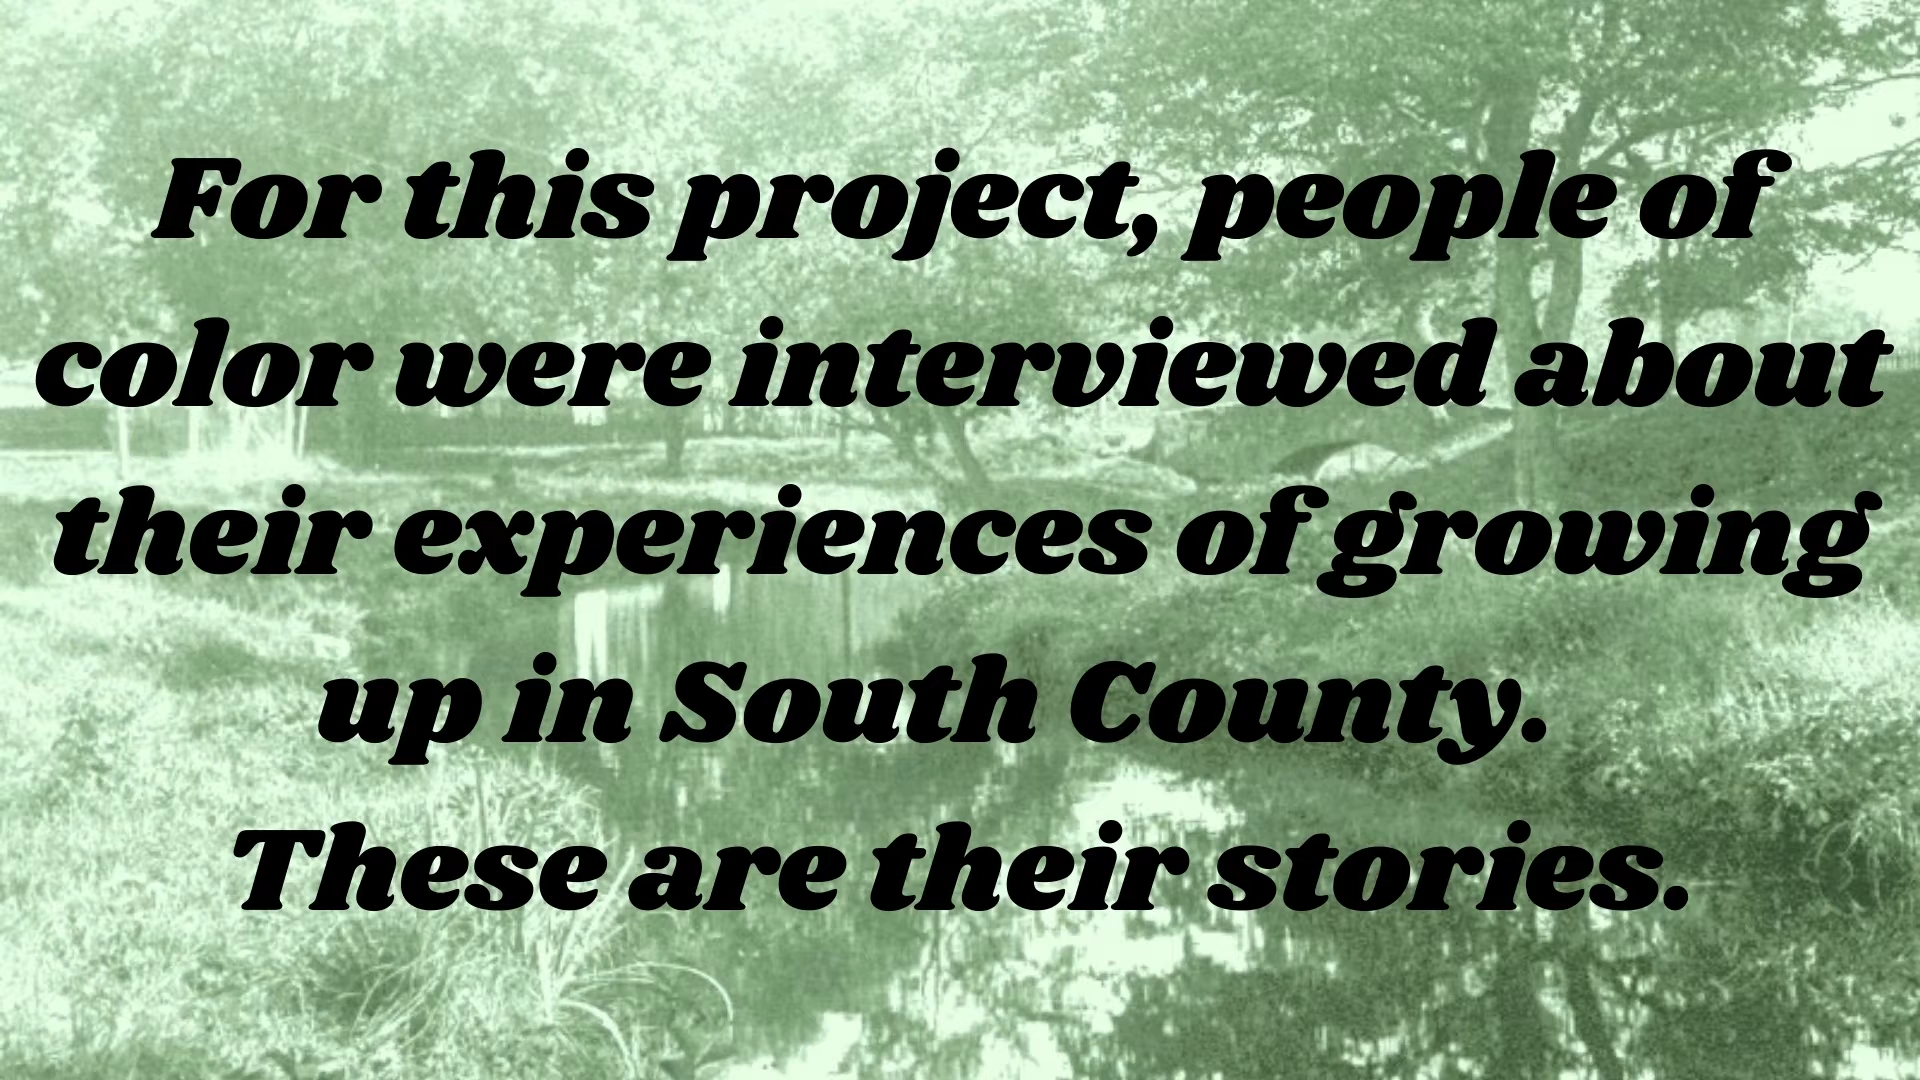 For this project, people of
color were interviewed about
their experiences of growing
up in South County.
These are their stories.